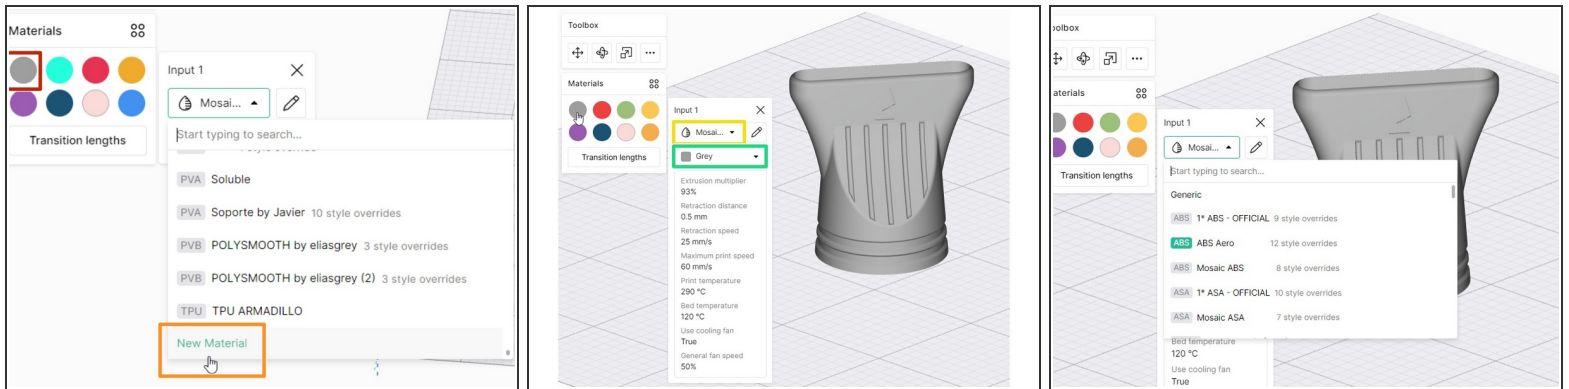 Materials
Input 1
Mosai...
Start typing to search...
Transition lengths
PVA Soluble
PVA Soporte by Javier 10 style overrides
PVB POLYSMOOTH by eliasgrey 3 style overrides
PVB POLYSMOOTH by eliasgrey (2) 3 style overrides
TPU TPU ARMADILLO
New Material
Toolbox
Materials
Input 1
Mosai...
Transition lengths
Grey
Extrusion multiplier
93%
Retraction distance
0.5 mm
Retraction speed
25 mm/s
Maximum print speed
60 mm/s
Print temperature
290 °C
Bed temperature
120 °C
Use cooling fan
True
General fan speed
50%
oolbox
aterials
Input 1
Mosai...
Transition lengths
Start typing to search...
Generic
ABS 1* ABS - OFFICIAL 9 style overrides
ABS ABS Aero 12 style overrides
ABS Mosaic ABS 8 style overrides
ASA 1* ASA - OFFICIAL 10 style overrides
ASA Mosaic ASA 7 style overrides
Bed temperature
120 °C
Use cooling fan
True